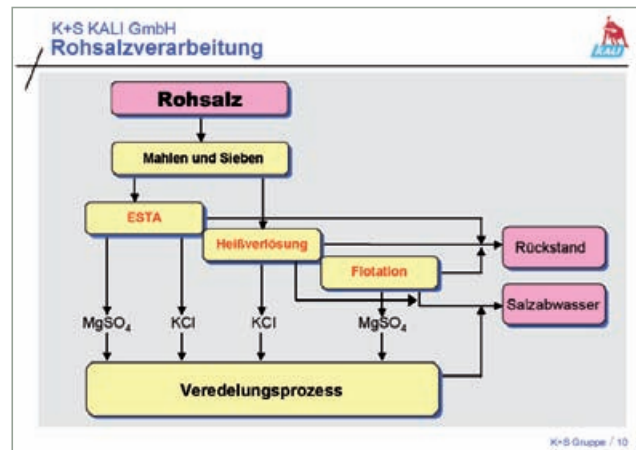 K+S KALI GmbH
Rohsalzverarbeitung
KALI
Rohsalz
Mahlen und Sieben
ESTA
Heißverlösung
Flotation
Rückstand
Salzabwasser
MgSO₄ KCl KCl MgSO₄
Veredelungsprozess
K+S Gruppe / 10